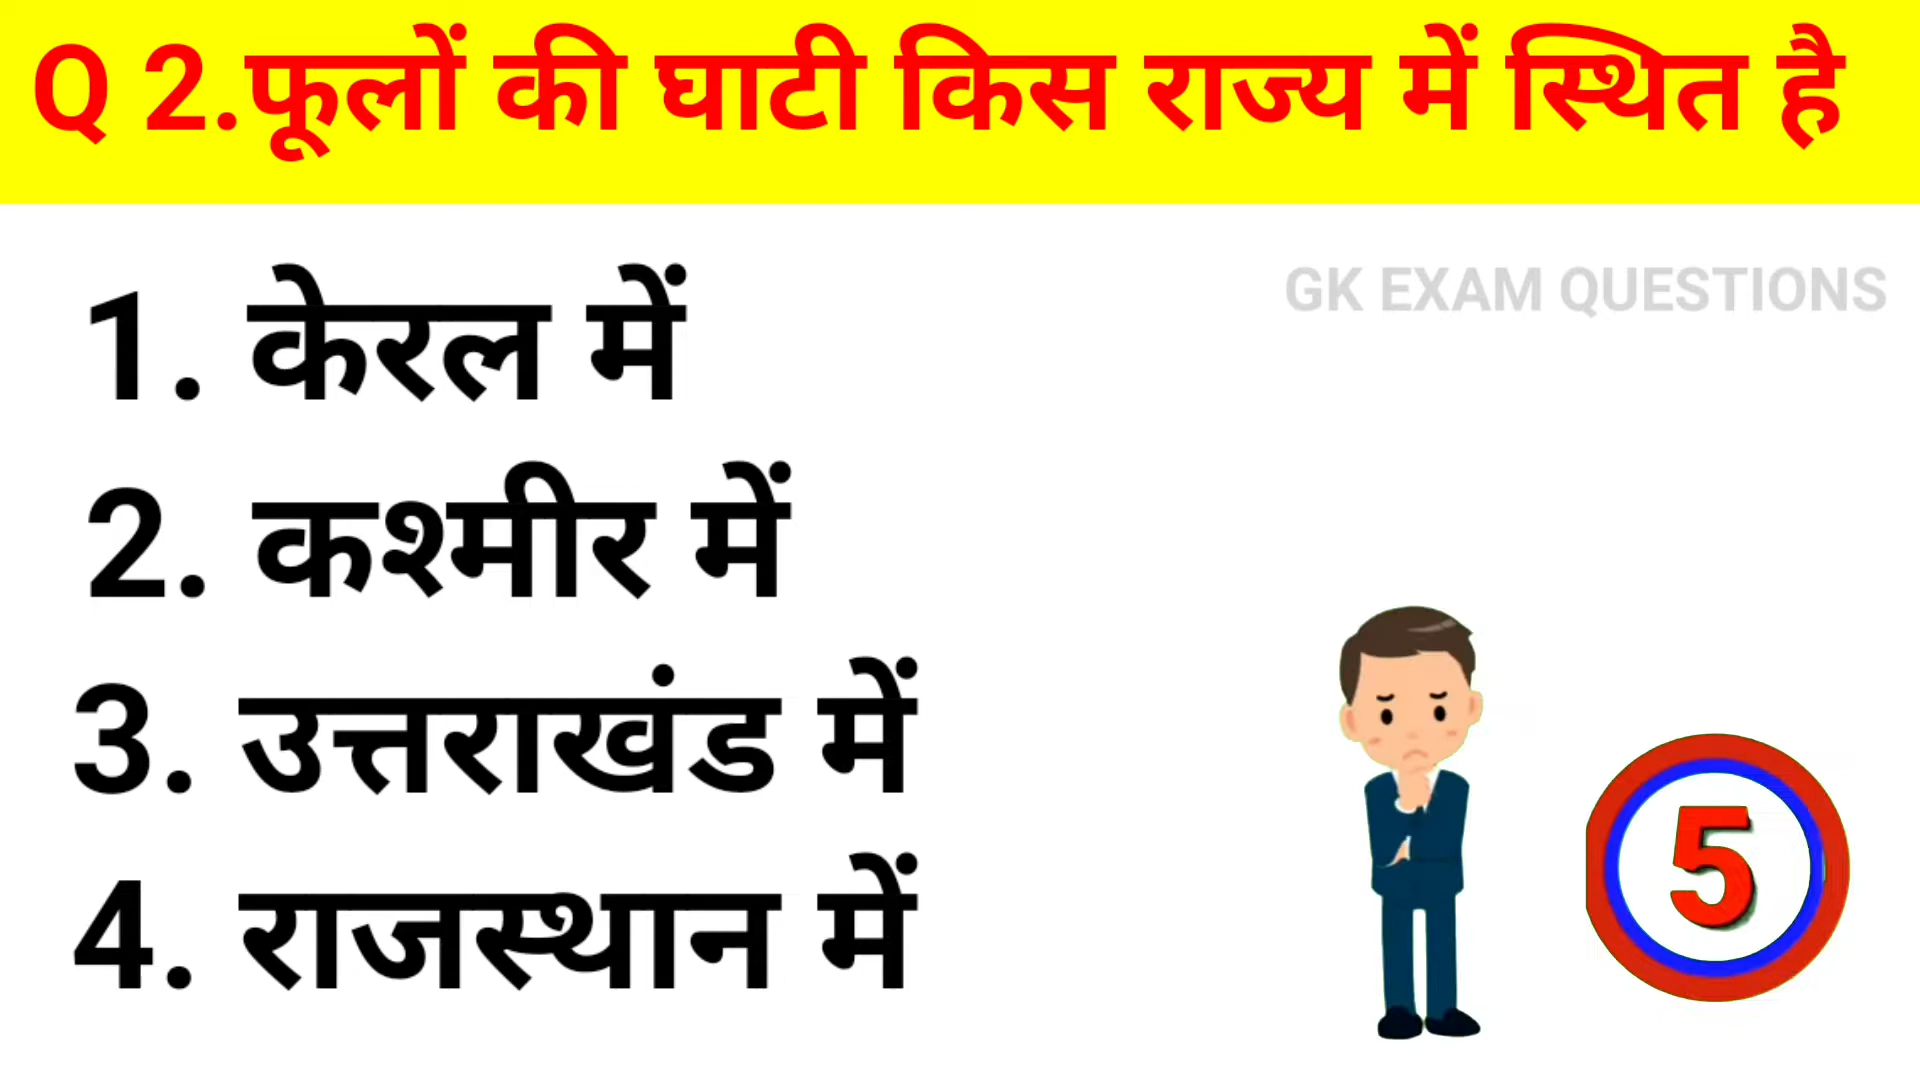 Q 2.फूलों की घाटी किस राज्य में स्थित है
GK EXAM QUESTIONS
1. केरल में
2. कश्मीर में
3. उत्तराखंड में
4. राजस्थान में
5